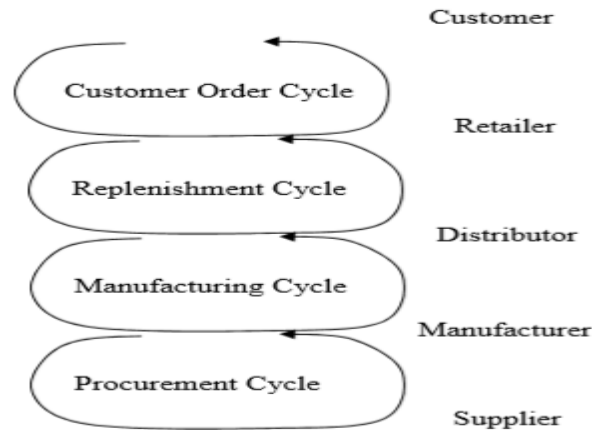 Customer
Customer Order Cycle
Retailer
Replenishment Cycle
Distributor
Manufacturing Cycle
Manufacturer
Procurement Cycle
Supplier